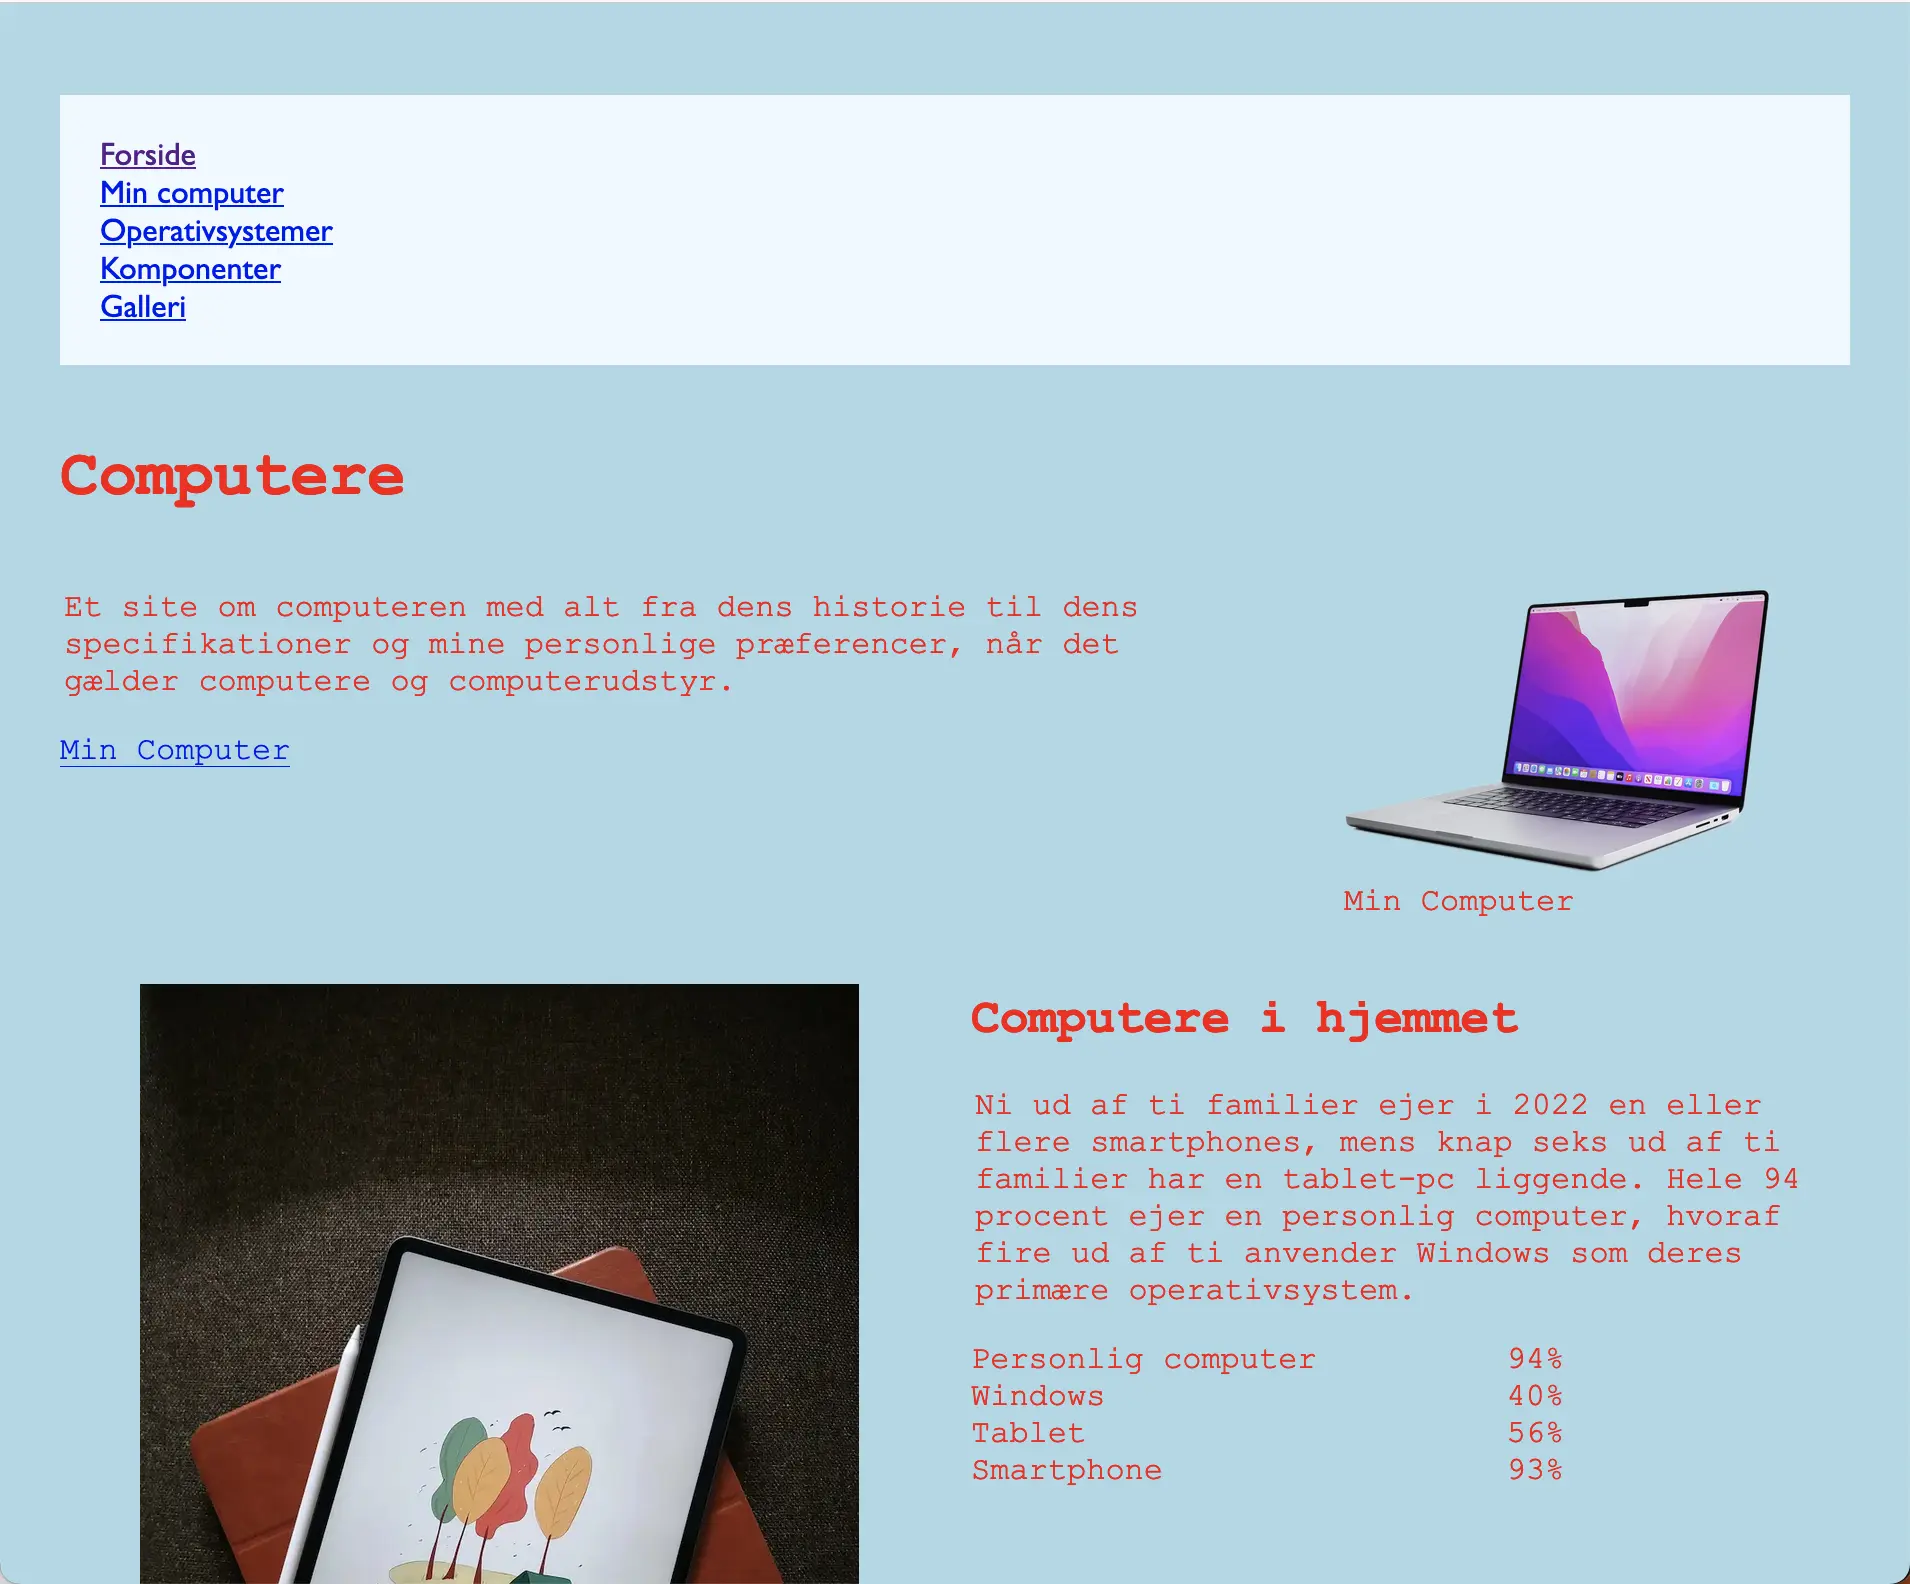 Forside
Min computer
Operativsystemer
Komponenter
Galleri
Computere
Et site om computeren med alt fra dens historie til dens
specifikationer og mine personlige præferencer, når det
gælder computere og computerudstyr.
Min Computer
Min Computer
Computere i hjemmet
Ni ud af ti familier ejer i 2022 en eller
flere smartphones, mens knap seks ud af ti
familier har en tablet-pc liggende. Hele 94
procent ejer en personlig computer, hvoraf
fire ud af ti anvender Windows som deres
primære operativsystem.
Personlig computer 94%
Windows 40%
Tablet 56%
Smartphone 93%